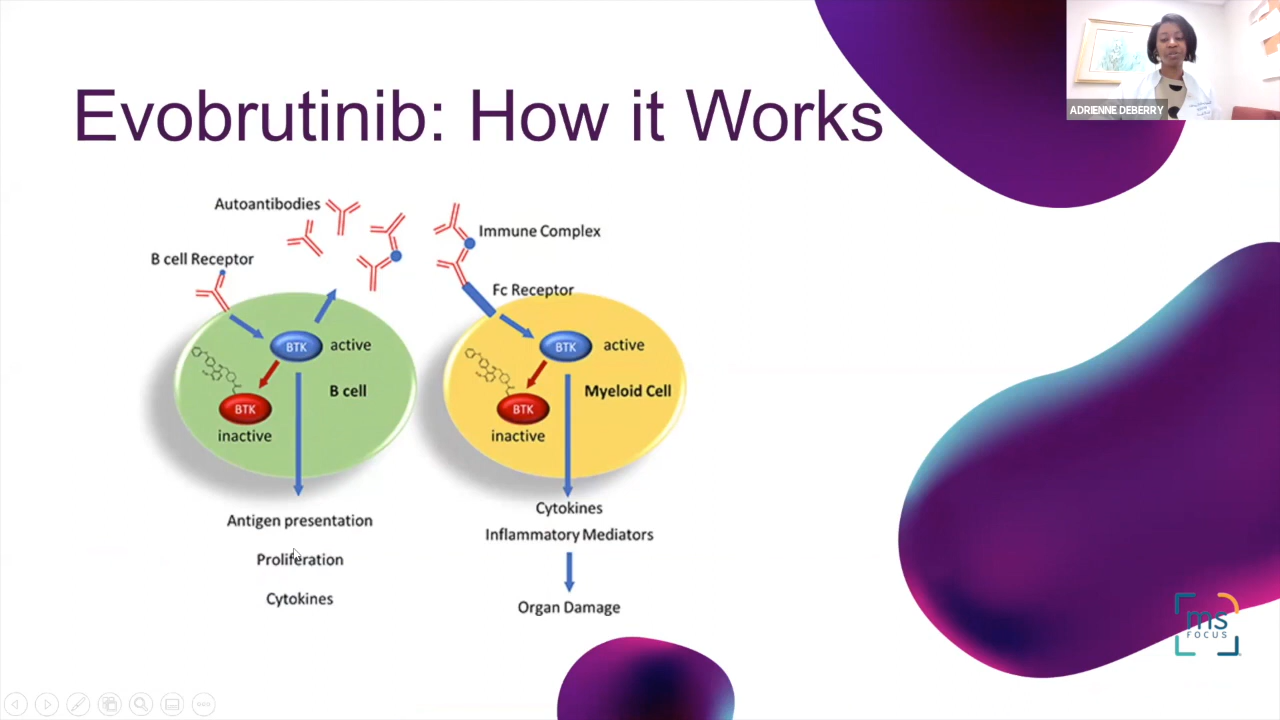 ADRIENNE DEBERRY
Evobrutinib: How it Works
Autoantibodies
Immune Complex
B cell Receptor
Fc Receptor
BTK
active
B cell
BTK
inactive
BTK
active
Myeloid Cell
BTK
inactive
Antigen presentation
Proliferation
Cytokines
Cytokines
Inflammatory Mediators
Organ Damage
ms
FOCUS